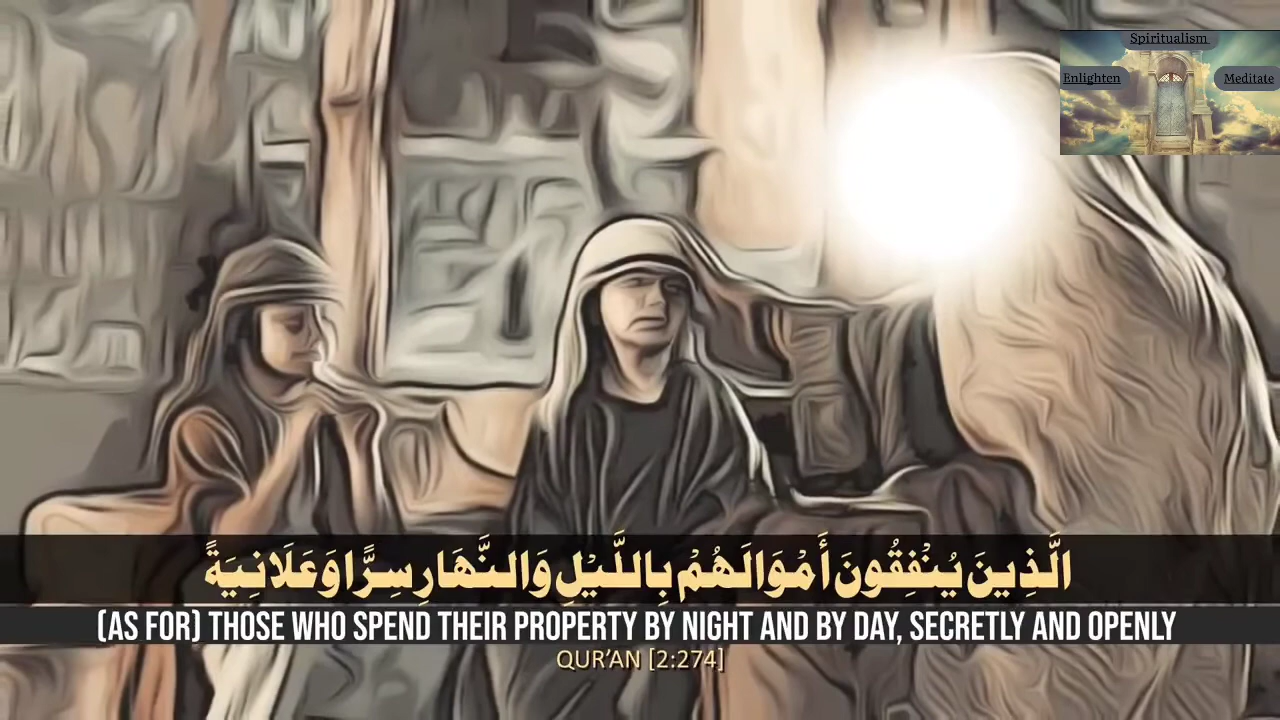 Spiritualism
Enlighten
Meditate
الَّذِينَ يُنْفِقُونَ أَمْوَالَهُمْ بِاللَّيْلِ وَالنَّهَارِ سِرًّا وَعَلَانِيَةً
(AS FOR) THOSE WHO SPEND THEIR PROPERTY BY NIGHT AND BY DAY, SECRETLY AND OPENLY
QUR'AN [2:274]